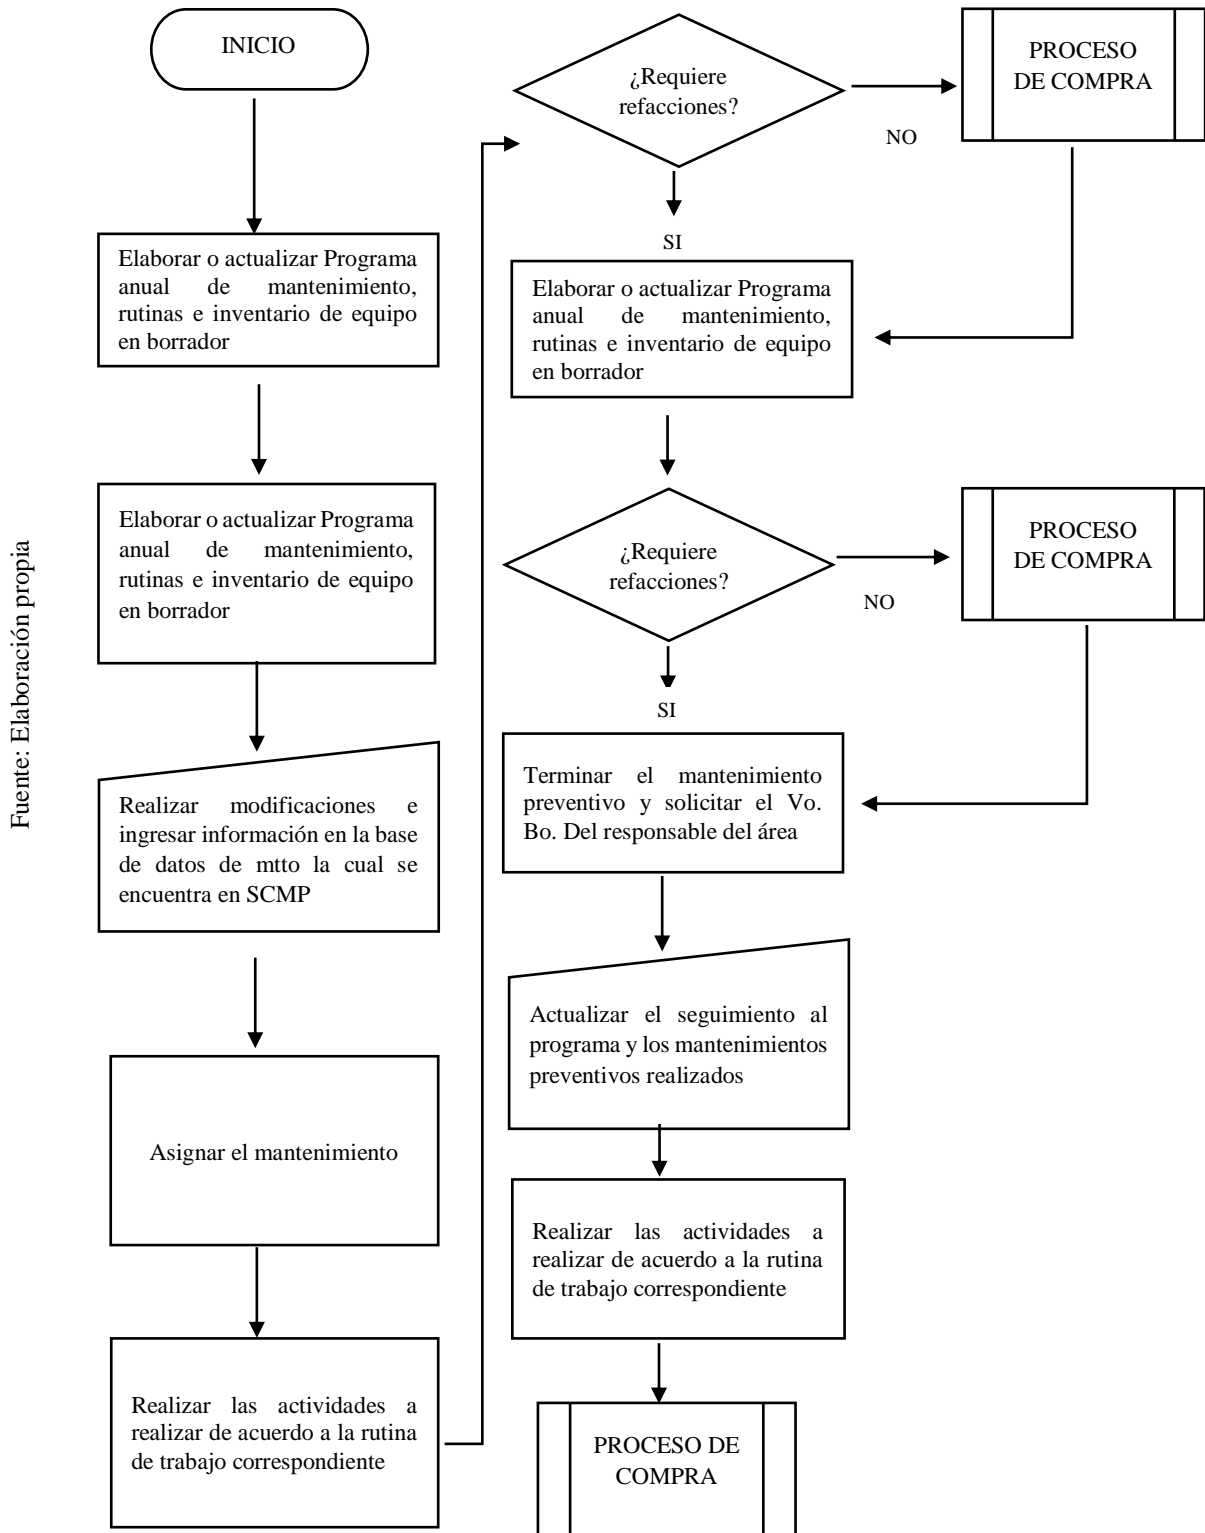 INICIO
Elaborar o actualizar Programa
anual de mantenimiento,
rutinas e inventario de equipo
en borrador
Elaborar o actualizar Programa
anual de mantenimiento,
rutinas e inventario de equipo
en borrador
Realizar modificaciones e
ingresar información en la base
de datos de mtto la cual se
encuentra en SCMP
Asignar el mantenimiento
Realizar las actividades a
realizar de acuerdo a la rutina
de trabajo correspondiente
¿Requiere
refacciones?
NO
PROCESO
DE COMPRA
SI
Elaborar o actualizar Programa
anual de mantenimiento,
rutinas e inventario de equipo
en borrador
¿Requiere
refacciones?
NO
PROCESO
DE COMPRA
SI
Terminar el mantenimiento
preventivo y solicitar el Vo.
Bo. Del responsable del área
Actualizar el seguimiento al
programa y los mantenimientos
preventivos realizados
Realizar las actividades a
realizar de acuerdo a la rutina
de trabajo correspondiente
PROCESO DE
COMPRA
Fuente: Elaboración propia